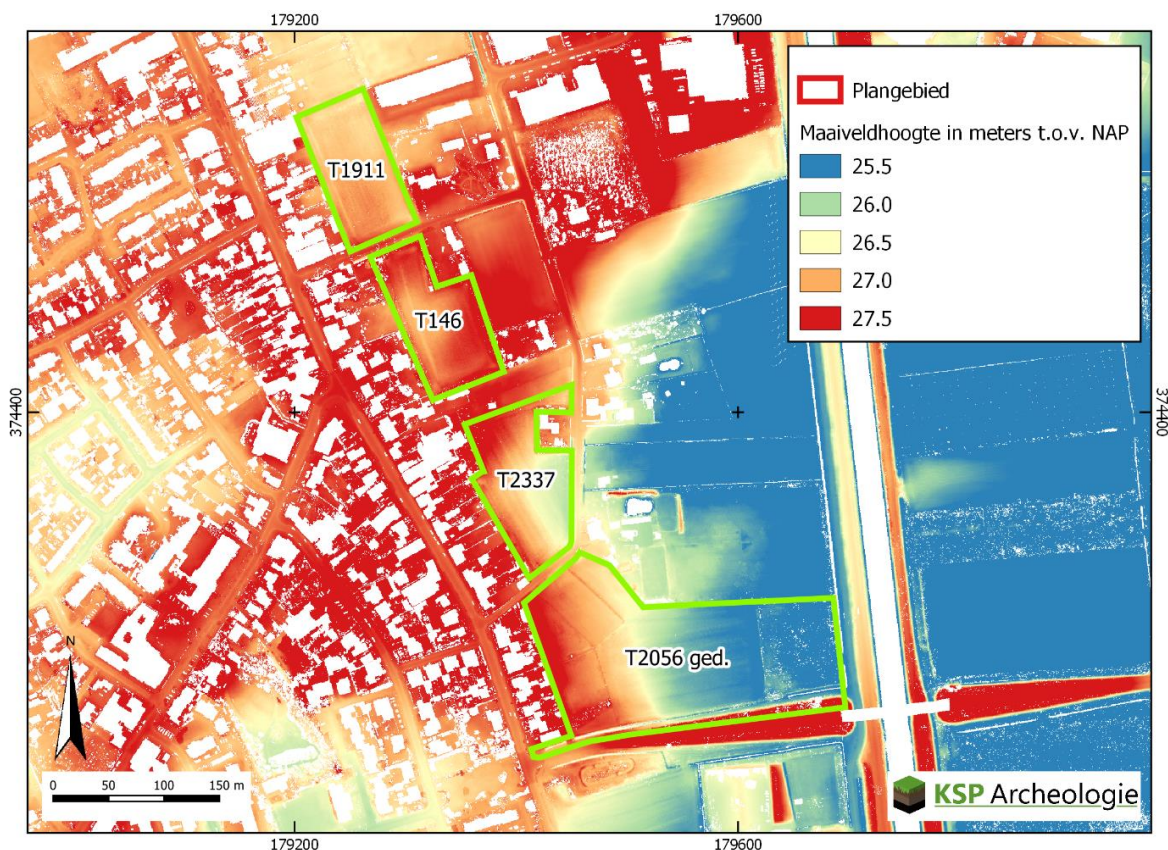 179200
179600
Plangebied
Maaiveldhoogte in meters t.o.v. NAP
25.5
26.0
26.5
27.0
27.5
T1911
T146
374400
374400
T2337
T2056 ged.
N
0 50 100 150 m
KSP Archeologie
179200
179600